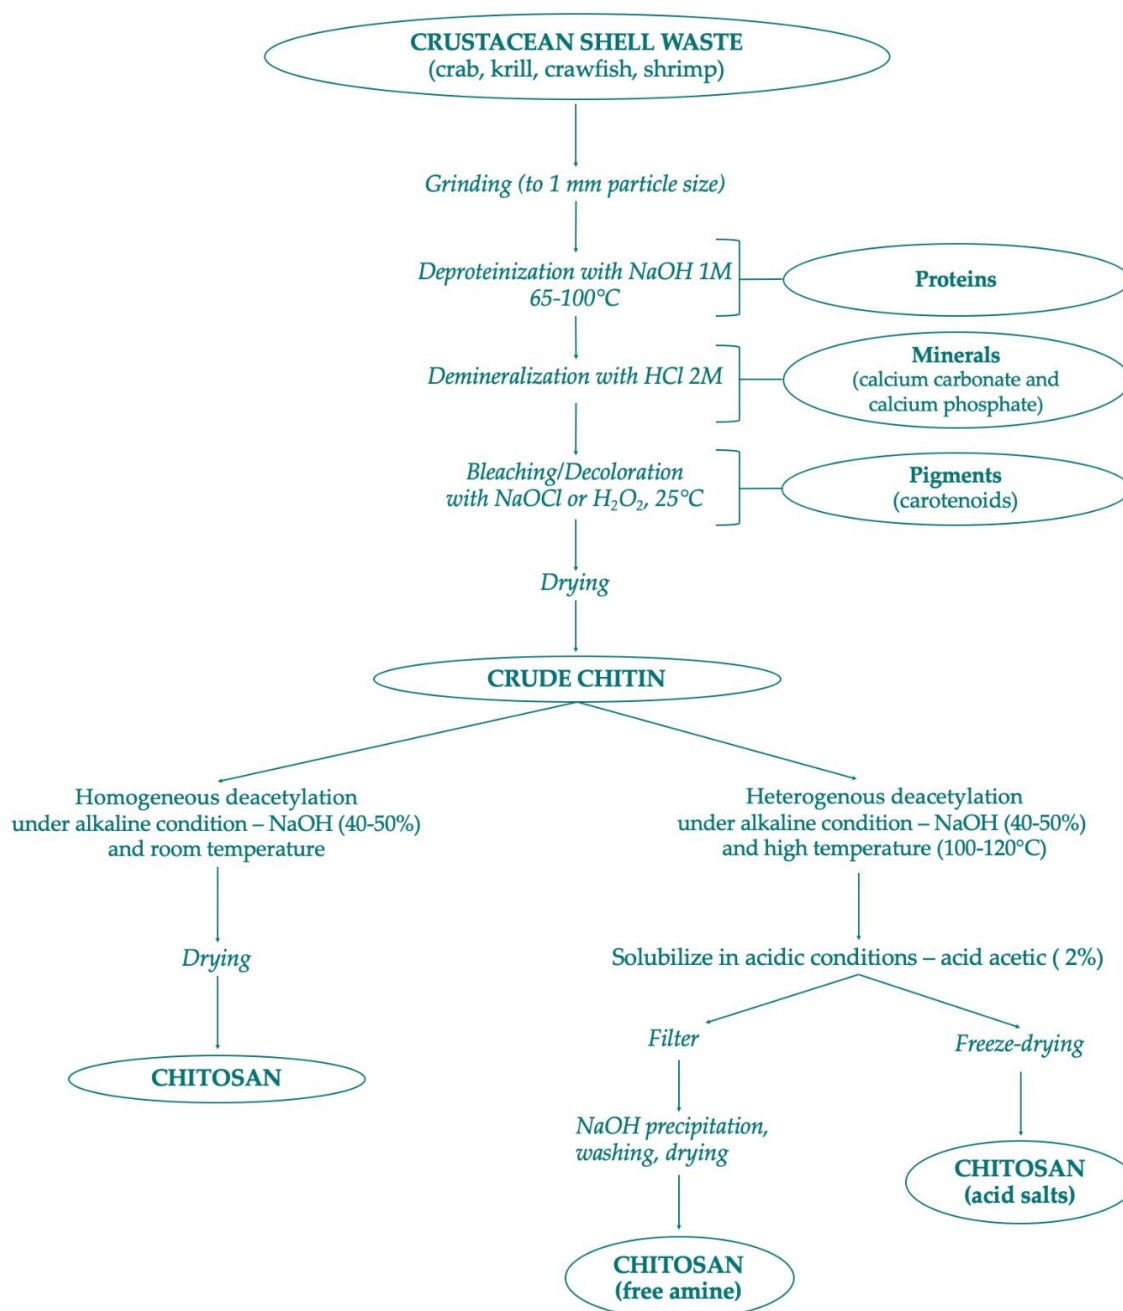 CRUSTACEAN SHELL WASTE
(crab, krill, crawfish, shrimp)
Grinding (to 1 mm particle size)
Deproteinization with NaOH 1M
65-100°C
Proteins
Demineralization with HCl 2M
Minerals
(calcium carbonate and
calcium phosphate)
Bleaching/Decoloration
with NaOCl or H₂O₂, 25°C
Pigments
(carotenoids)
Drying
CRUDE CHITIN
Homogeneous deacetylation
under alkaline condition – NaOH (40-50%)
and room temperature
Heterogenous deacetylation
under alkaline condition – NaOH (40-50%)
and high temperature (100-120°C)
Drying
Solubilize in acidic conditions – acid acetic ( 2%)
Filter
Freeze-drying
CHITOSAN
NaOH precipitation,
washing, drying
CHITOSAN
(acid salts)
CHITOSAN
(free amine)